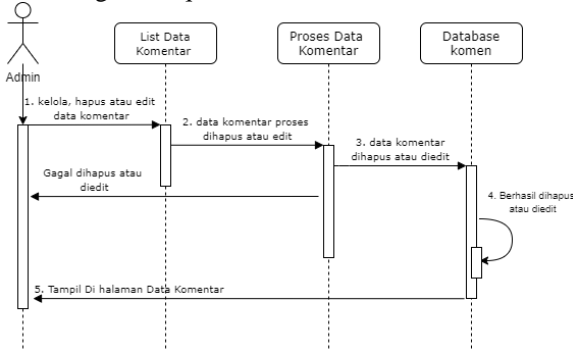 List Data
Komentar
Proses Data
Komentar
Database
komen
Admin
1. kelola, hapus atau edit
data komentar
2. data komentar proses
dihapus atau edit
3. data komentar
dihapus atau diedit
Gagal dihapus atau
diedit
4. Berhasil dihapus
atau diedit
5. Tampil Di halaman Data Komentar